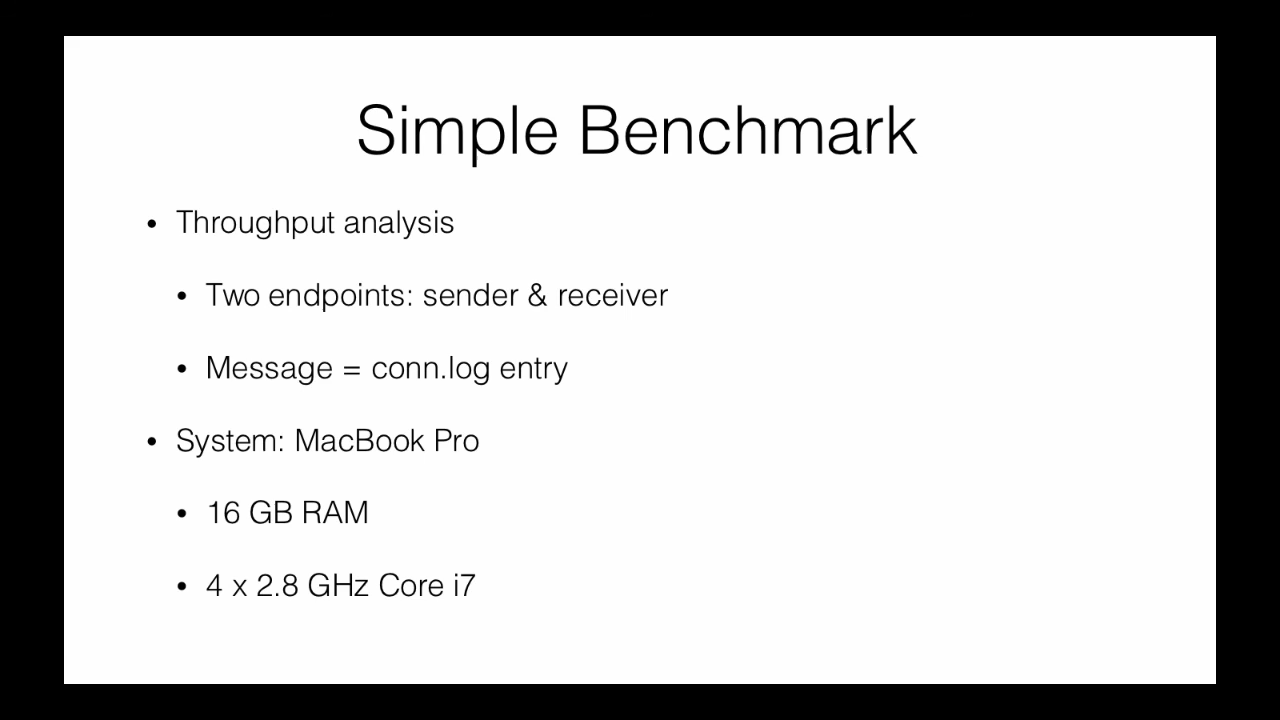 Simple Benchmark
• Throughput analysis
• Two endpoints: sender & receiver
• Message = conn.log entry
• System: MacBook Pro
• 16 GB RAM
• 4 x 2.8 GHz Core i7